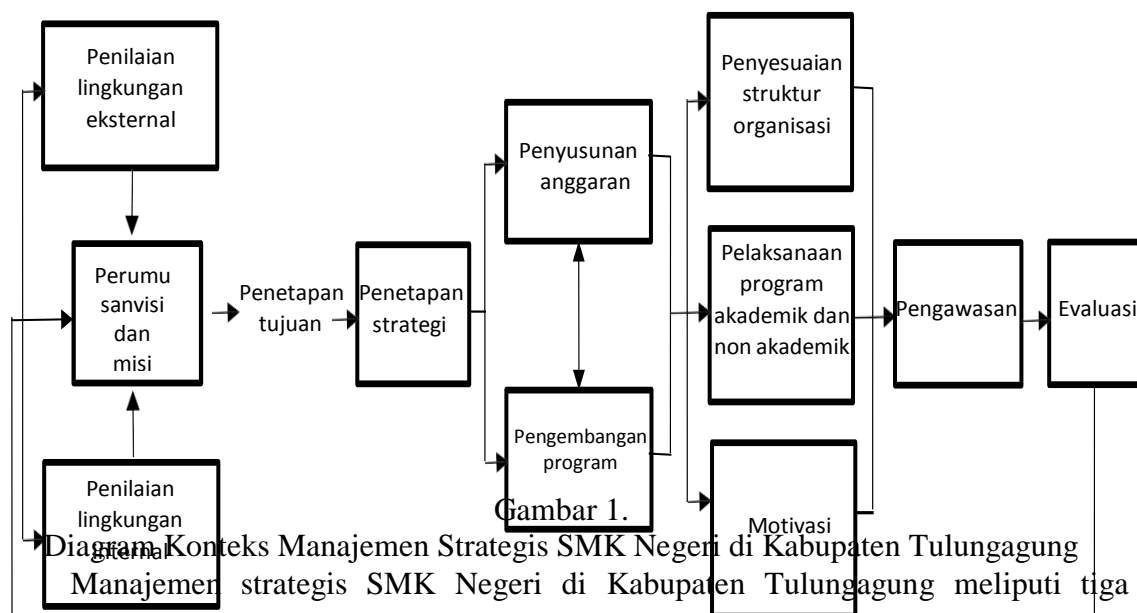 Penilaian
lingkungan
eksternal
Perumu
sanvisi
dan
misi
Penilaian
lingkungan
internal
Penetapan
tujuan
Penetapan
strategi
Penyusunan
anggaran
Pengembangan
program
Penyesuaian
struktur
organisasi
Pelaksanaan
program
akademik dan
non akademik
Motivasi
Pengawasan
Evaluasi
Gambar 1.
Diagram Konteks Manajemen Strategis SMK Negeri di Kabupaten Tulungagung
Manajemen strategis SMK Negeri di Kabupaten Tulungagung meliputi tiga